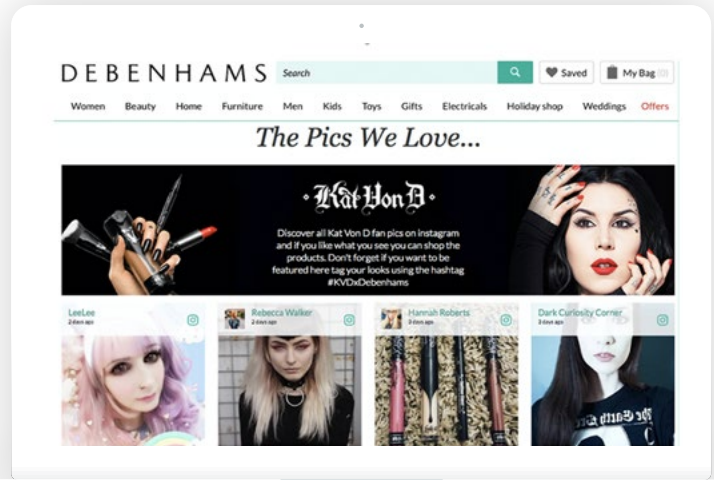 DEBENHAMS
Search
Saved
My Bag (0)
Women Beauty Home Furniture Men Kids Toys Gifts Electricals Holiday shop Weddings Offers
The Pics We Love...
Kat Von D
Discover all Kat Von D fan pics on instagram
and if you like what you see you can shop the
products. Don't forget if you want to be
featured here tag your looks using the hashtag
#KVDxDebenhams
LeeLee
2 days ago
Rebecca Walker
2 days ago
Hannah Roberts
3 days ago
Dark Curiosity Corner
3 days ago